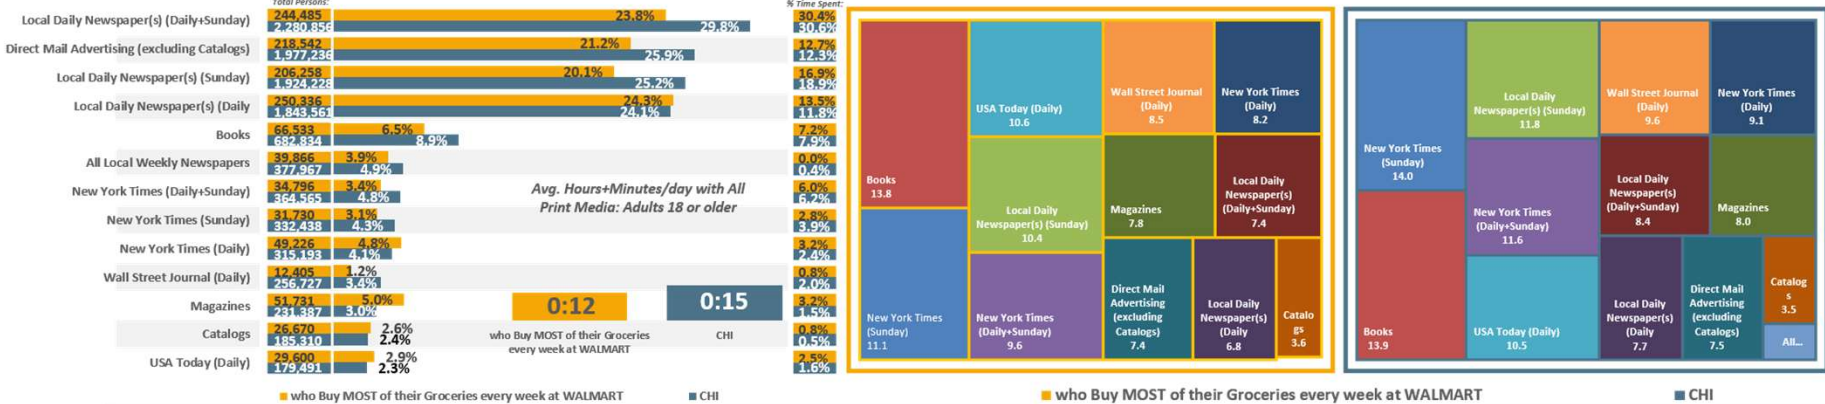 Total Persons:
% Time Spent:
Local Daily Newspaper(s) (Daily+Sunday)
244,485
23.8%
30.4%
2,280,856
29.8%
30.6%
Direct Mail Advertising (excluding Catalogs)
218,542
21.2%
12.7%
1,977,236
25.9%
12.3%
Local Daily Newspaper(s) (Sunday)
206,258
20.1%
16.9%
1,924,228
25.2%
18.9%
Local Daily Newspaper(s) (Daily
250,336
24.3%
13.5%
1,843,561
24.1%
11.8%
Books
66,533
6.5%
7.2%
682,834
8.9%
7.9%
All Local Weekly Newspapers
39,866
3.9%
0.0%
377,967
4.9%
0.4%
New York Times (Daily+Sunday)
34,796
3.4%
6.0%
364,565
4.8%
6.2%
New York Times (Sunday)
31,730
3.1%
2.8%
332,438
4.3%
3.9%
New York Times (Daily)
49,226
4.8%
3.2%
315,193
4.1%
2.4%
Wall Street Journal (Daily)
12,405
1.2%
0.8%
256,727
3.4%
2.0%
Magazines
51,731
5.0%
3.2%
231,387
3.0%
1.5%
Catalogs
26,670
2.6%
0.8%
185,310
2.4%
0.5%
USA Today (Daily)
29,600
2.9%
2.5%
179,491
2.3%
1.6%
Avg. Hours+Minutes/day with All
Print Media: Adults 18 or older
0:12
0:15
who Buy MOST of their Groceries
every week at WALMART
CHI
who Buy MOST of their Groceries every week at WALMART
CHI
Books
13.8
New York Times
(Sunday)
11.1
USA Today (Daily)
10.6
Local Daily
Newspaper(s) (Sunday)
10.4
New York Times
(Daily+Sunday)
9.6
Wall Street Journal
(Daily)
8.5
New York Times
(Daily)
8.2
Magazines
7.8
Local Daily
Newspaper(s)
(Daily+Sunday)
7.4
Direct Mail
Advertising
(excluding
Catalogs)
7.4
Local Daily
Newspaper(s)
(Daily
6.8
Catalo
gs
3.6
New York Times
(Sunday)
14.0
Books
13.9
Local Daily
Newspaper(s) (Sunday)
11.8
New York Times
(Daily+Sunday)
11.6
USA Today (Daily)
10.5
Wall Street Journal
(Daily)
9.6
New York Times
(Daily)
9.1
Local Daily
Newspaper(s)
(Daily+Sunday)
8.4
Magazines
8.0
Local Daily
Newspaper(s)
(Daily
7.7
Direct Mail
Advertising
(excluding
Catalogs)
7.5
Catalog
s
3.5
All...
who Buy MOST of their Groceries every week at WALMART
CHI